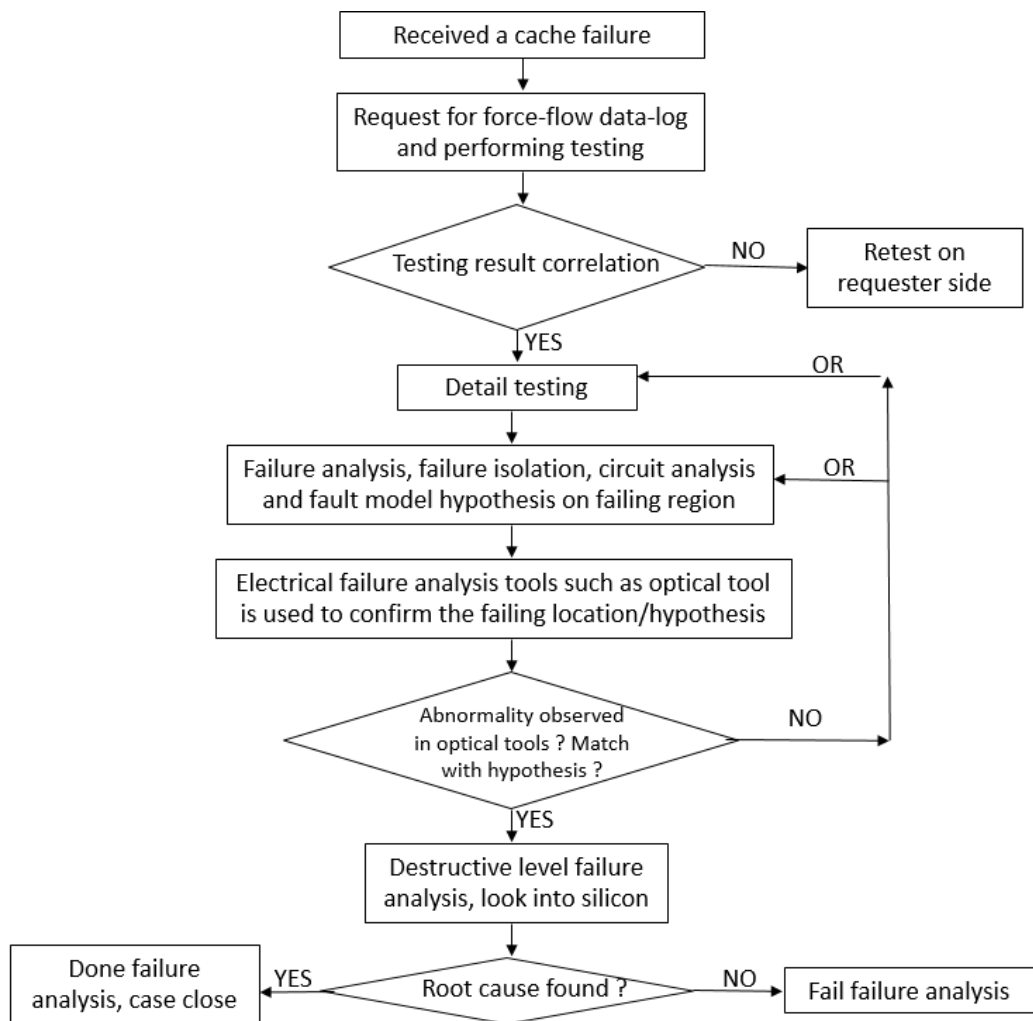 Received a cache failure
Request for force-flow data-log
and performing testing
Testing result correlation
NO
Retest on
requester side
YES
Detail testing
OR
Failure analysis, failure isolation, circuit analysis
and fault model hypothesis on failing region
OR
Electrical failure analysis tools such as optical tool
is used to confirm the failing location/hypothesis
Abnormality observed
in optical tools ? Match
with hypothesis ?
NO
YES
Destructive level failure
analysis, look into silicon
Root cause found ?
YES
Done failure
analysis, case close
NO
Fail failure analysis